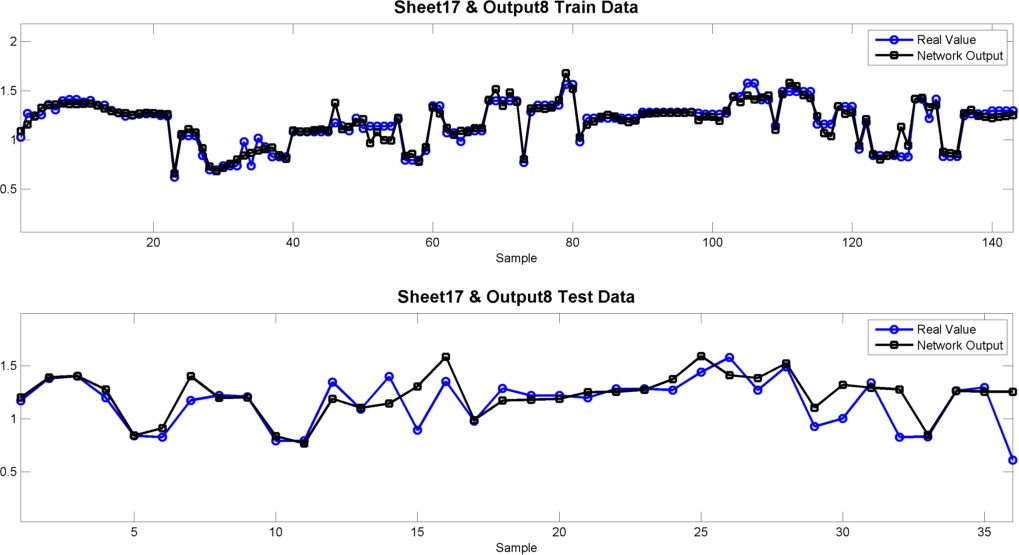 Sheet17 & Output8 Train Data
2
1.5
1
0.5
Real Value
Network Output
20 40 60 80 100 120 140
Sample
Sheet17 & Output8 Test Data
1.5
1
0.5
Real Value
Network Output
5 10 15 20 25 30 35
Sample